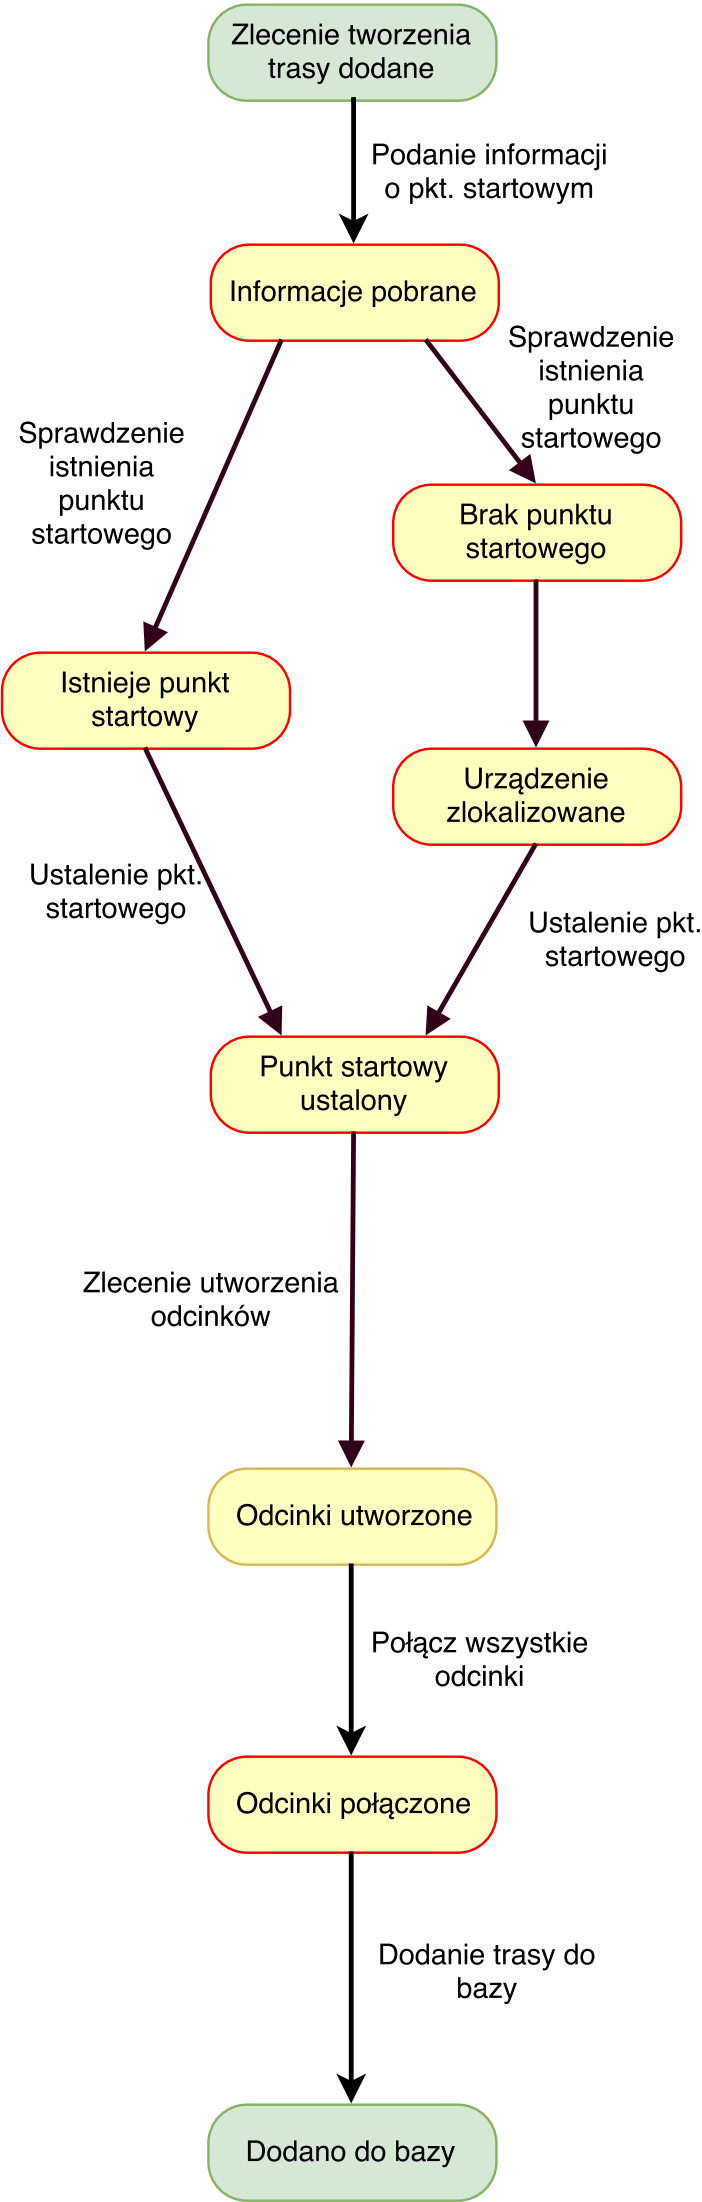 Zlecenie tworzenia
trasy dodane
Podanie informacji
o pkt. startowym
Informacje pobrane
Sprawdzenie
istnienia
punktu
startowego
Sprawdzenie
istnienia
punktu
startowego
Brak punktu
startowego
Istnieje punkt
startowy
Urządzenie
zlokalizowane
Ustalenie pkt.
startowego
Ustalenie pkt.
startowego
Punkt startowy
ustalony
Zlecenie utworzenia
odcinków
Odcinki utworzone
Połącz wszystkie
odcinki
Odcinki połączone
Dodanie trasy do
bazy
Dodano do bazy